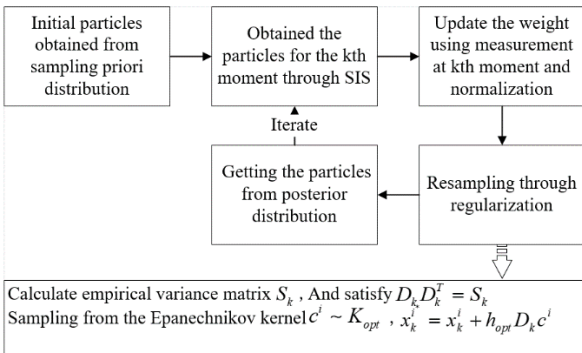 Initial particles
obtained from
sampling priori
distribution
Obtained the
particles for the kth
moment through SIS
Update the weight
using measurement
at kth moment and
normalization
Iterate
Getting the particles
from posterior
distribution
Resampling through
regularization
Calculate empirical variance matrix S_k , And satisfy D_k D_k^T = S_k
Sampling from the Epanechnikov kernel c^i ~ K_opt , x_k^i = x_k^i + h_opt D_k c^i